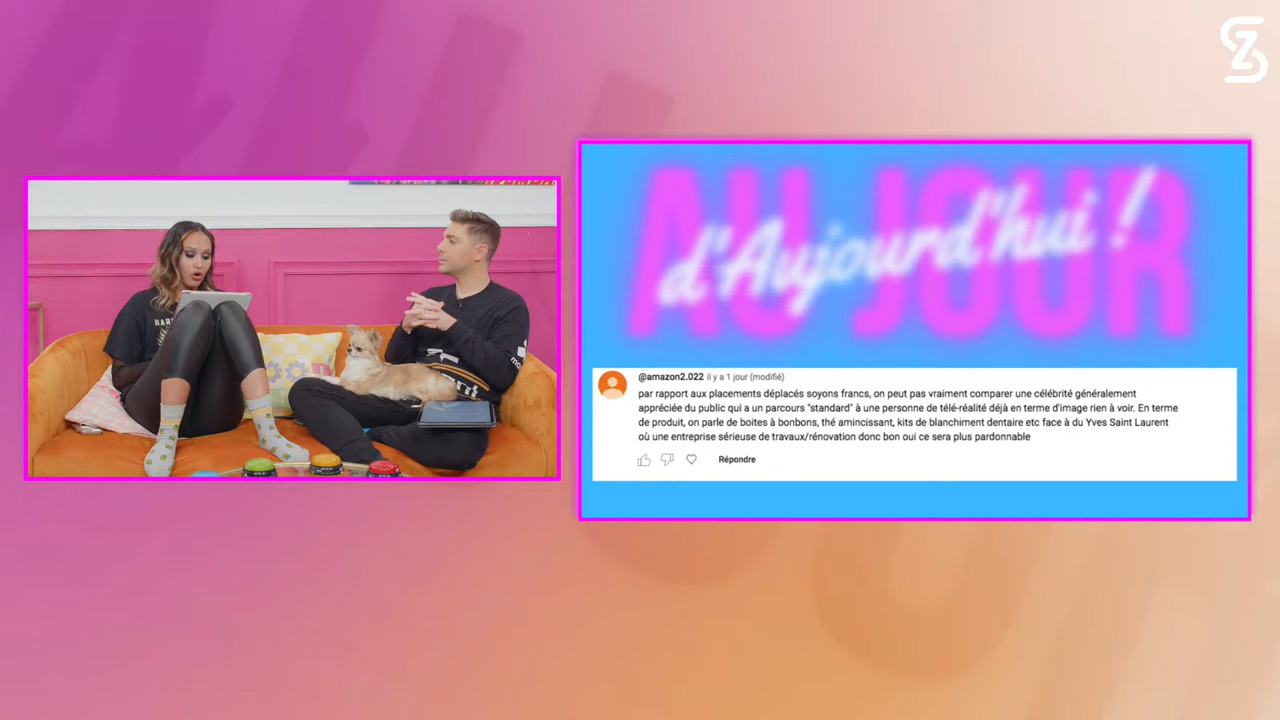 AU JOUR
d'Aujourd'hui !
@amazon2.022 il y a 1 jour (modifié)
par rapport aux placements déplacés soyons francs, on peut pas vraiment comparer une célébrité généralement
appréciée du public qui a un parcours "standard" à une personne de télé-réalité déjà en terme d'image rien à voir. En terme
de produit, on parle de boites à bonbons, thé amincissant, kits de blanchiment dentaire etc face à du Yves Saint Laurent
où une entreprise sérieuse de travaux/rénovation donc bon oui ce sera plus pardonnable
Répondre